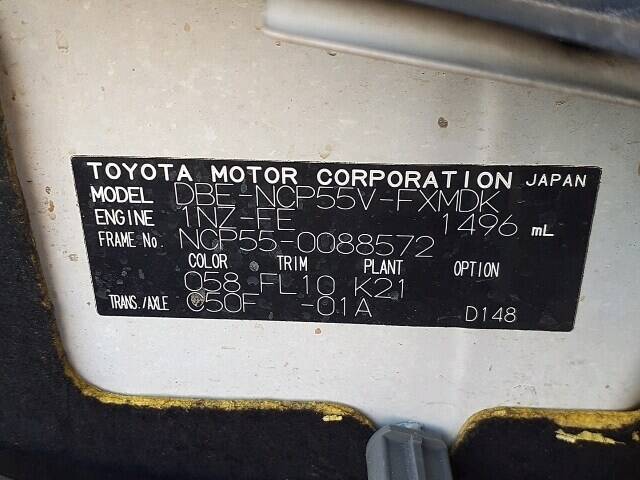 TOYOTA MOTOR CORPORATION JAPAN
MODEL DBE-NCP55V-FXMDK
ENGINE 1NZ-FE 1496 mL
FRAME No. NCP55-0088572
COLOR TRIM PLANT OPTION
058 FL10 K21
TRANS./AXLE C50F -01A D148